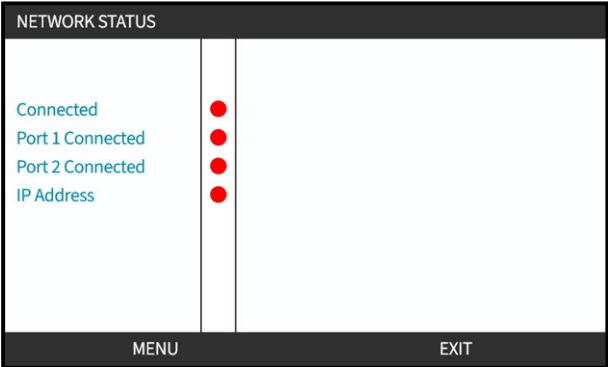 NETWORK STATUS
Connected
Port 1 Connected
Port 2 Connected
IP Address
MENU EXIT